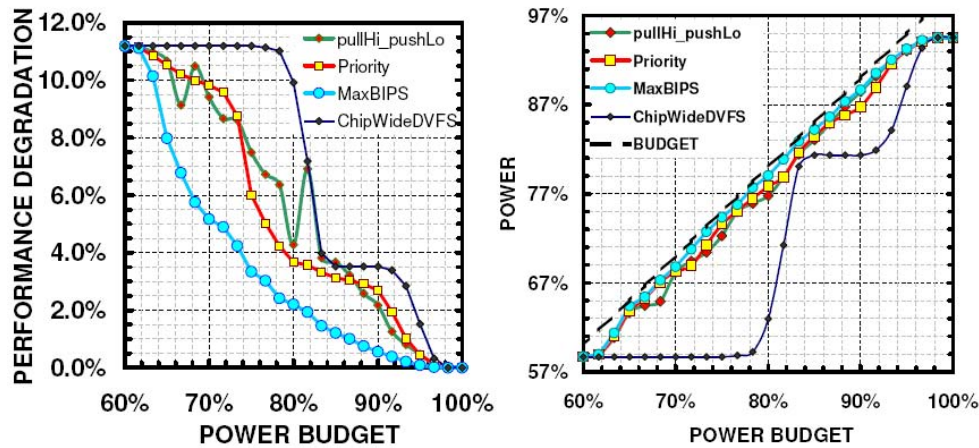 PERFORMANCE DEGRADATION
12.0%
10.0%
8.0%
6.0%
4.0%
2.0%
0.0%
pullHi_pushLo
Priority
MaxBIPS
ChipWideDVFS
60% 70% 80% 90% 100%
POWER BUDGET
POWER
97%
87%
77%
67%
57%
pullHi_pushLo
Priority
MaxBIPS
ChipWideDVFS
BUDGET
60% 70% 80% 90% 100%
POWER BUDGET